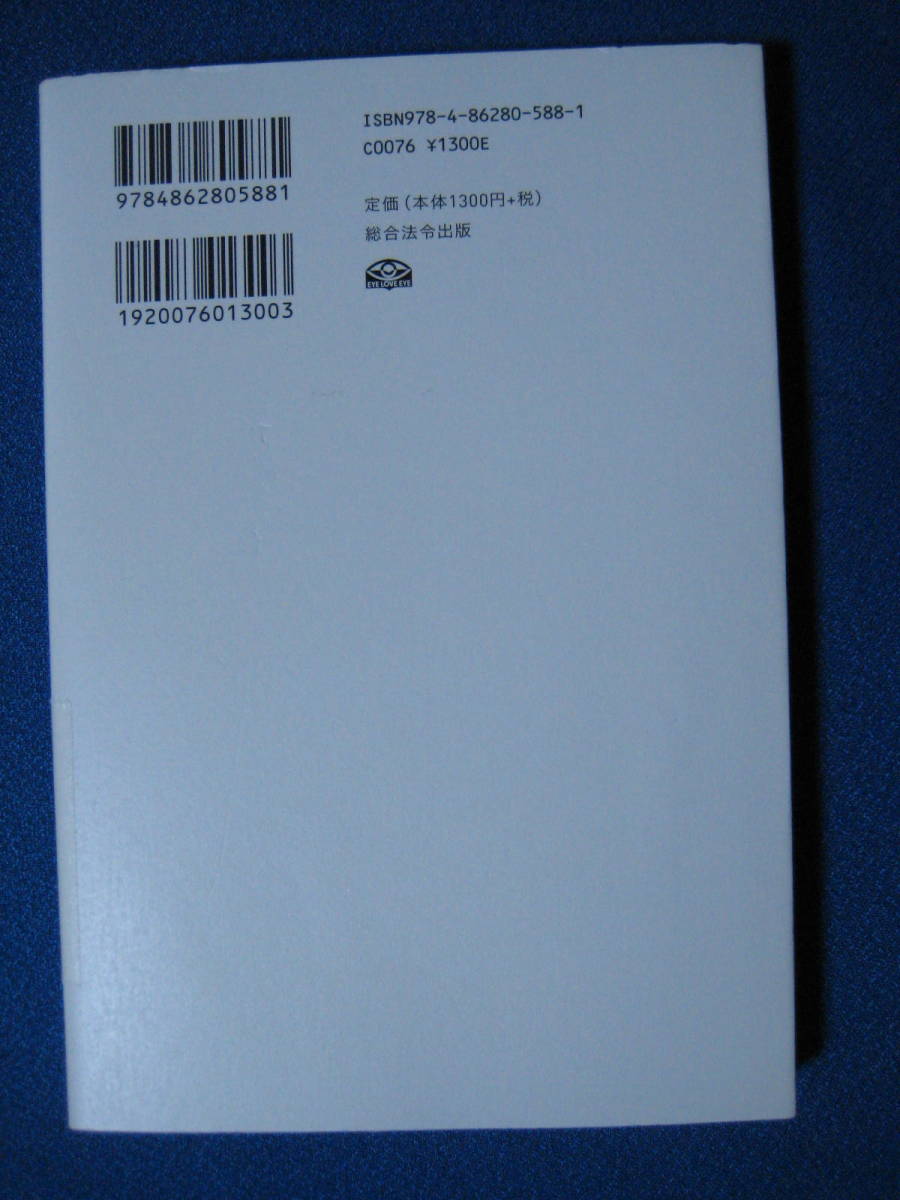 9784862805881
1920076013003
ISBN978-4-86280-588-1
C0076 ¥1300E
定価(本体1300円+税)
総合法令出版
EYE LOVE EYE